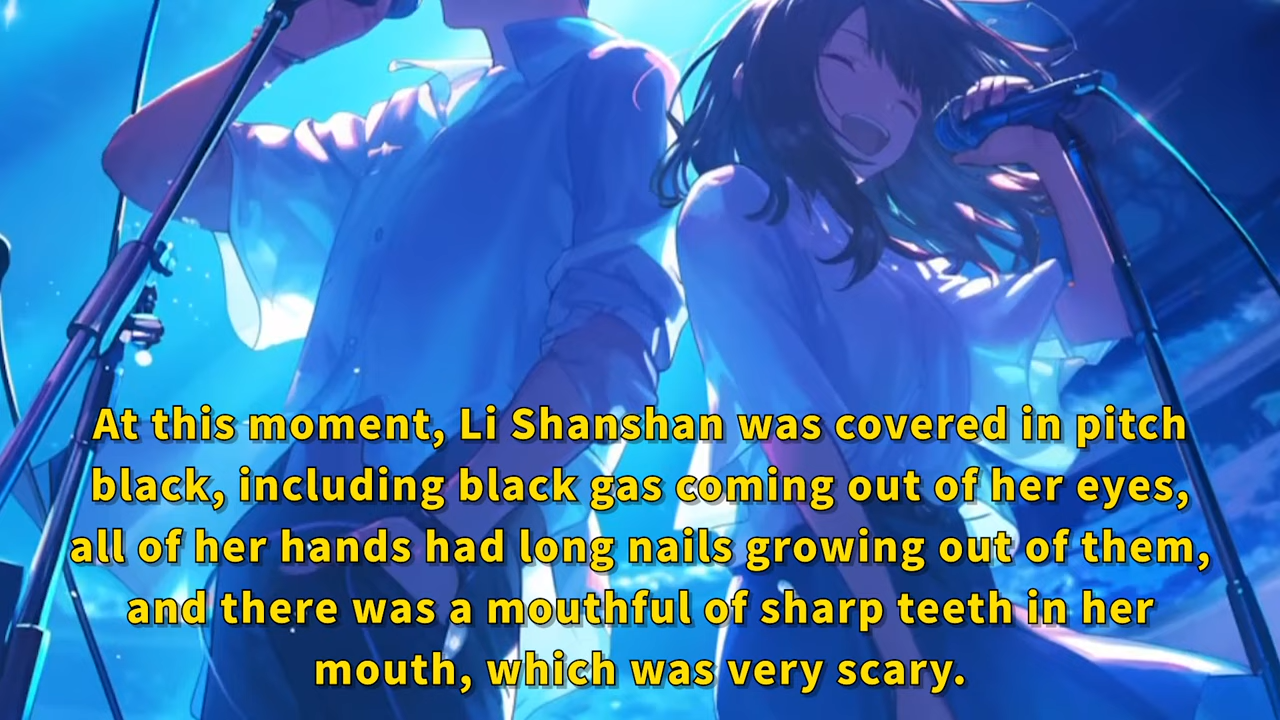 At this moment, Li Shanshan was covered in pitch
black, including black gas coming out of her eyes,
all of her hands had long nails growing out of them,
and there was a mouthful of sharp teeth in her
mouth, which was very scary.